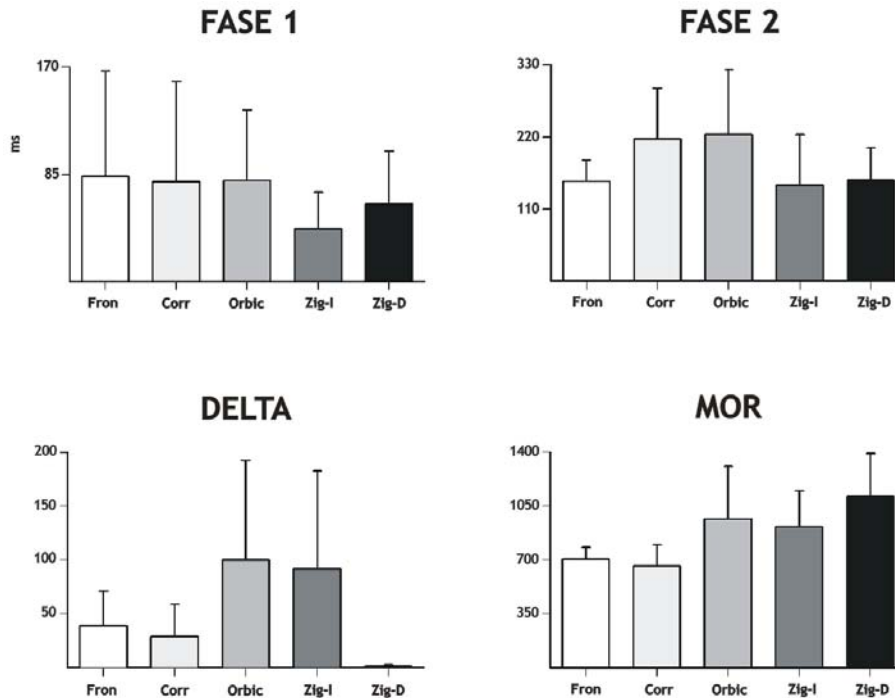 FASE 1
170
ms
85
Fron Corr Orbic Zig-I Zig-D
FASE 2
330
220
110
Fron Corr Orbic Zig-I Zig-D
DELTA
200
150
100
50
Fron Corr Orbic Zig-I Zig-D
MOR
1400
1050
700
350
Fron Corr Orbic Zig-I Zig-D